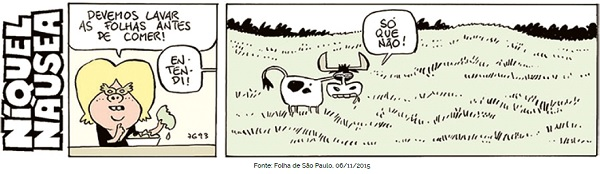 NÍQUEL
NÁUSEA
DEVEMOS LAVAR
AS FOLHAS ANTES
DE COMER!
EN-
TEN-
DI!
3693
SÓ
QUE
NÃO!
Fonte: Folha de São Paulo, 06/11/2015